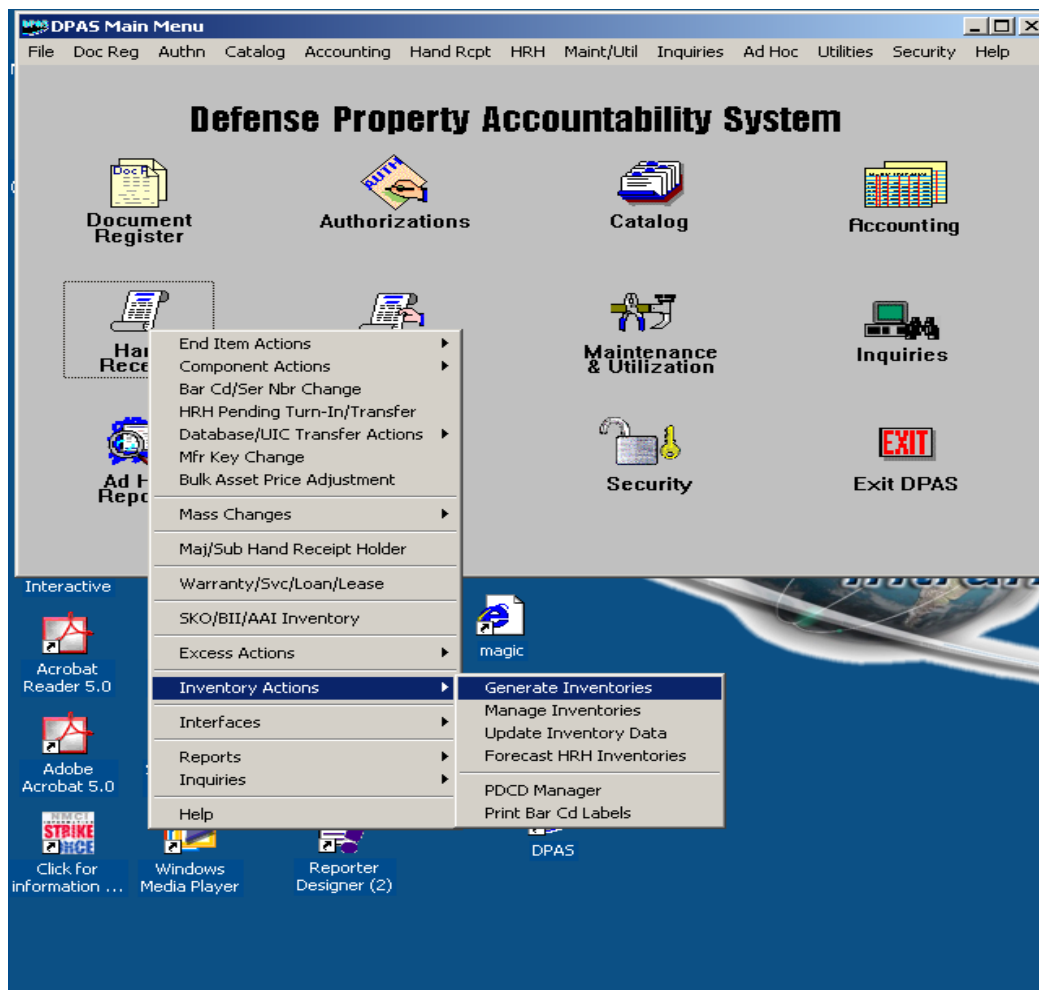 DPAS Main Menu
File Doc Reg Authn Catalog Accounting Hand Rcpt HRH Maint/Util Inquiries Ad Hoc Utilities Security Help
Defense Property Accountability System
Doc R
AUTH
Document
Register
Authorizations
Catalog
Accounting
Maintenance
& Utilization
Inquiries
Security
EXIT
Exit DPAS
End Item Actions
Component Actions
Bar Cd/Ser Nbr Change
HRH Pending Turn-In/Transfer
Database/UIC Transfer Actions
Mfr Key Change
Bulk Asset Price Adjustment
Mass Changes
Maj/Sub Hand Receipt Holder
Warranty/Svc/Loan/Lease
SKO/BII/AAI Inventory
Excess Actions
Inventory Actions
Interfaces
Reports
Inquiries
Help
Generate Inventories
Manage Inventories
Update Inventory Data
Forecast HRH Inventories
PDCD Manager
Print Bar Cd Labels
Interactive
magic
Acrobat
Reader 5.0
Adobe
Acrobat 5.0
NMCI
STRIKE
Click for
information ...
Windows
Media Player
Reporter
Designer (2)
DPAS